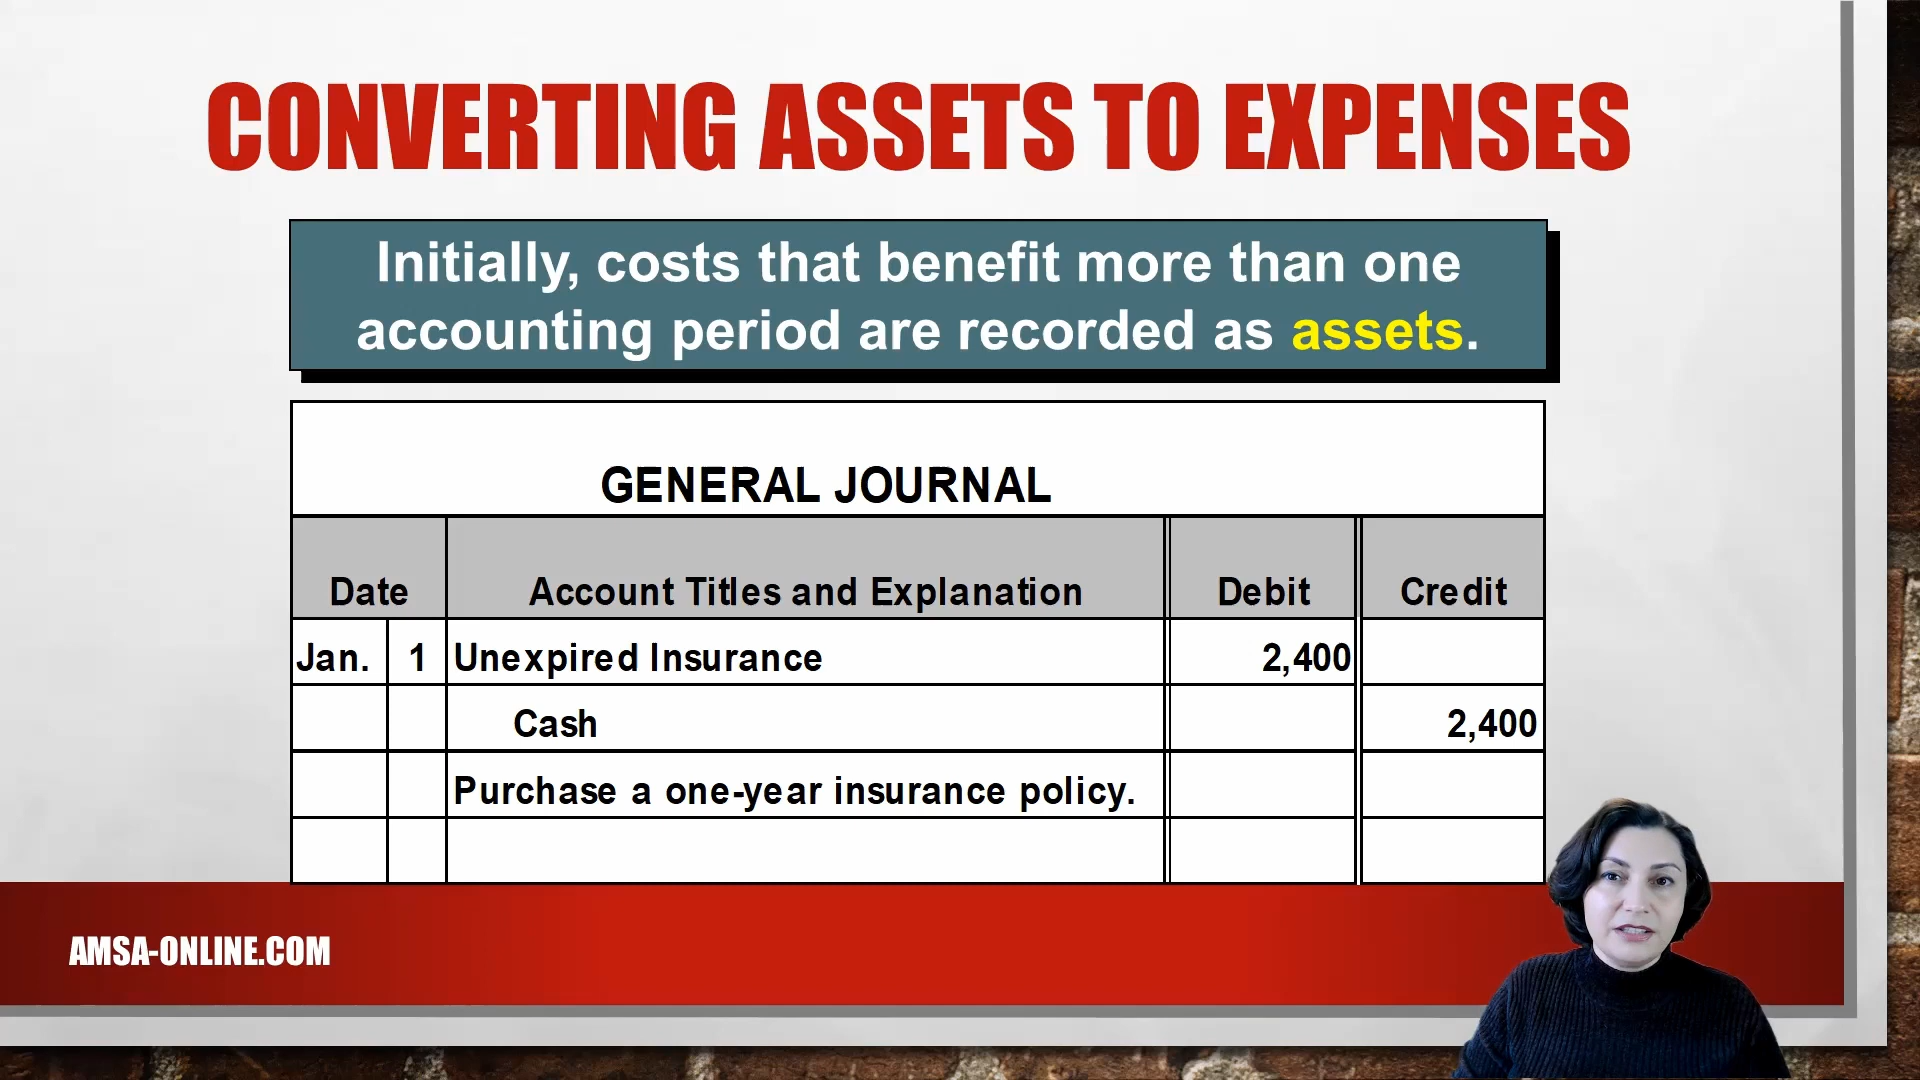 CONVERTING ASSETS TO EXPENSES
Initially, costs that benefit more than one
accounting period are recorded as assets.
GENERAL JOURNAL
Date Account Titles and Explanation Debit Credit
Jan. 1 Unexpired Insurance 2,400
Cash 2,400
Purchase a one-year insurance policy.
AMSA-ONLINE.COM